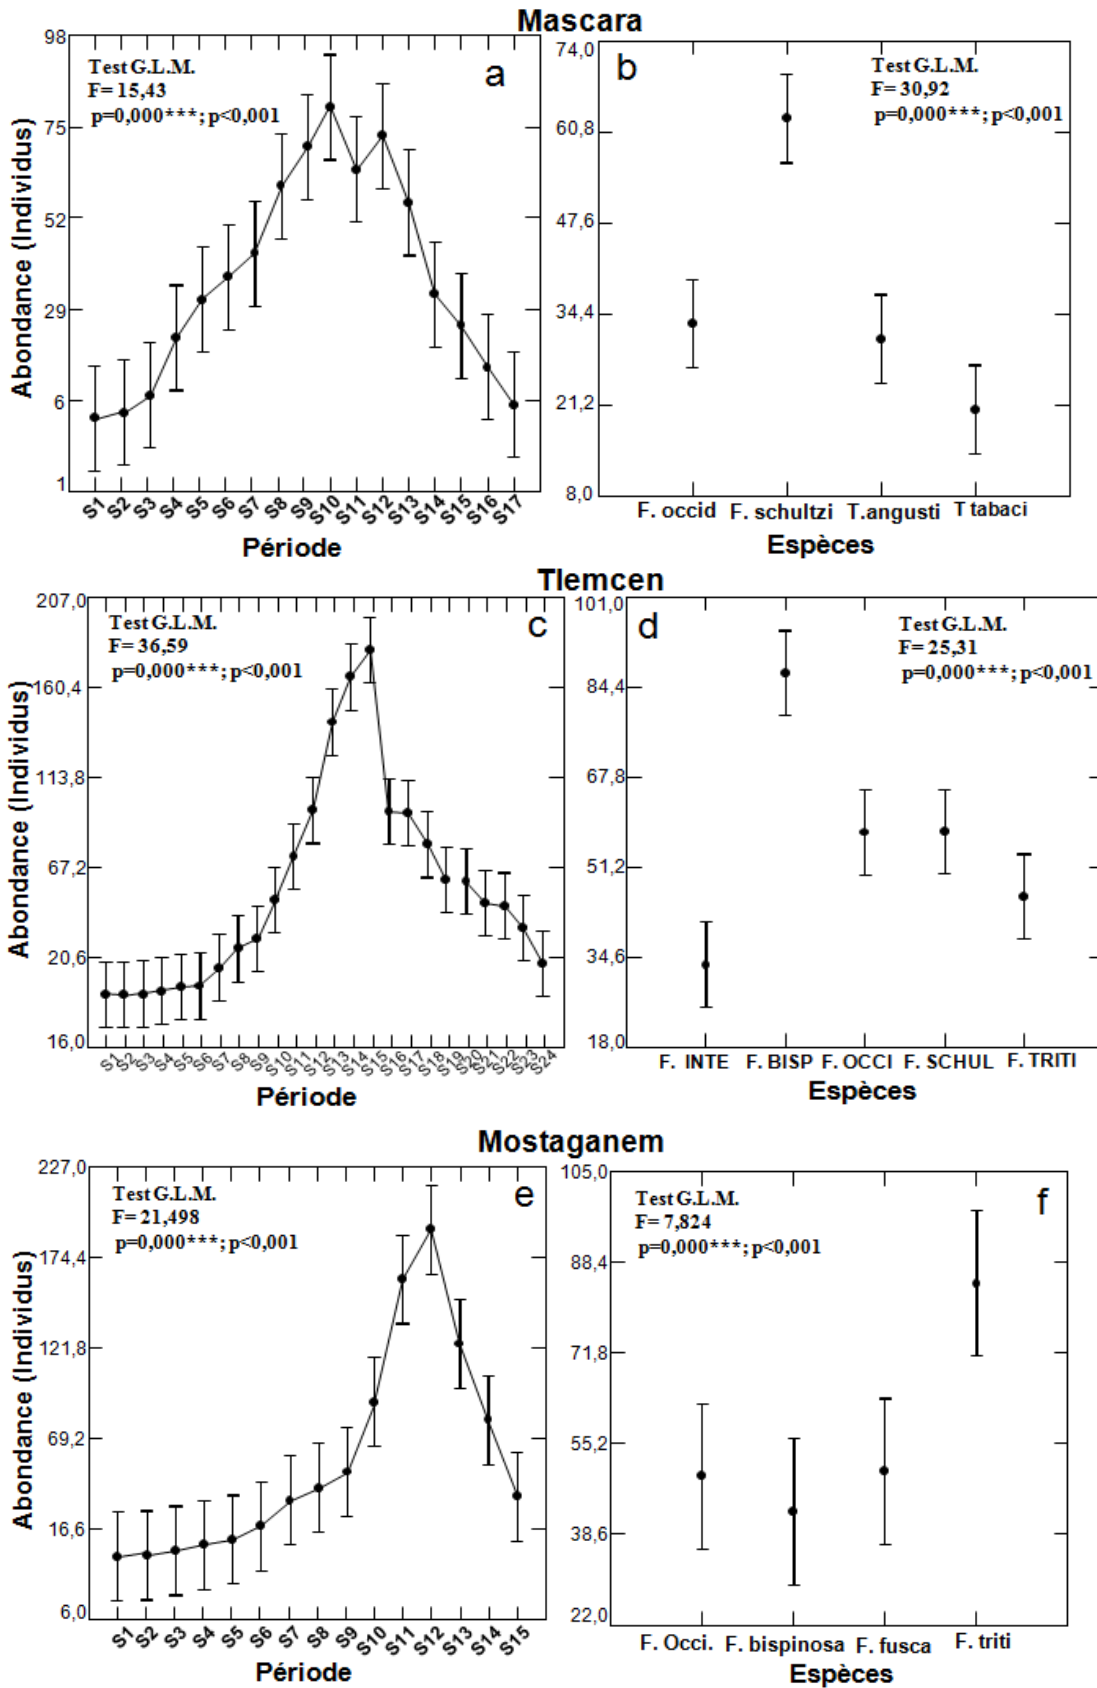 Mascara
a
Test G.L.M.
F= 15,43
p=0,000***; p<0,001
98
75
52
29
6
1
Abondance (Individus)
S1 S2 S3 S4 S5 S6 S7 S8 S9 S10 S11 S12 S13 S14 S15 S16 S17
Période
b
Test G.L.M.
F= 30,92
p=0,000***; p<0,001
74,0
60,8
47,6
34,4
21,2
8,0
F. occid F. schultzi T.angusti T tabaci
Espèces
Tlemcen
c
Test G.L.M.
F= 36,59
p=0,000***; p<0,001
207,0
160,4
113,8
67,2
20,6
16,0
Abondance (Individus)
S1 S2 S3 S4 S5 S6 S7 S8 S9 S10 S11 S12 S13 S14 S15 S16 S17 S18 S19 S20 S21 S22 S23 S24
Période
d
Test G.L.M.
F= 25,31
p=0,000***; p<0,001
101,0
84,4
67,8
51,2
34,6
18,0
F. INTE F. BISP F. OCCI F. SCHUL F. TRITI
Espèces
Mostaganem
e
Test G.L.M.
F= 21,498
p=0,000***; p<0,001
227,0
174,4
121,8
69,2
16,6
6,0
Abondance (Individus)
S1 S2 S3 S4 S5 S6 S7 S8 S9 S10 S11 S12 S13 S14 S15
Période
f
Test G.L.M.
F= 7,824
p=0,000***; p<0,001
105,0
88,4
71,8
55,2
38,6
22,0
F. Occi. F. bispinosa F. fusca F. triti
Espèces